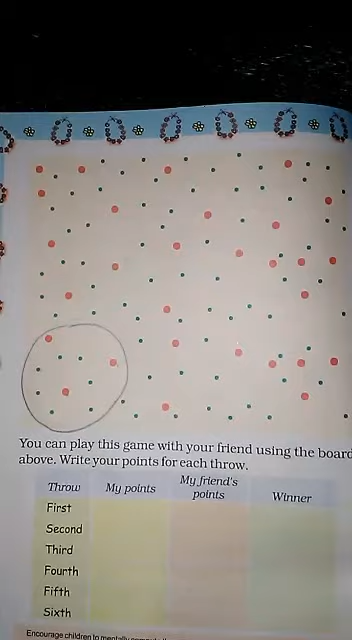 You can play this game with your friend using the board
above. Write your points for each throw.
Throw My points My friend's points Winner
First
Second
Third
Fourth
Fifth
Sixth
Encourage children to mentally